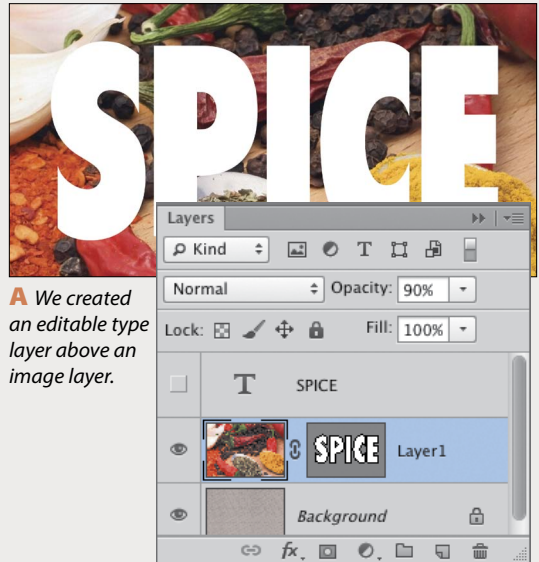 SPICE
Layers
Kind
Normal
Opacity: 90%
Lock:
Fill: 100%
T SPICE
SPICE Layer1
Background
fx
A We created
an editable type
layer above an
image layer.